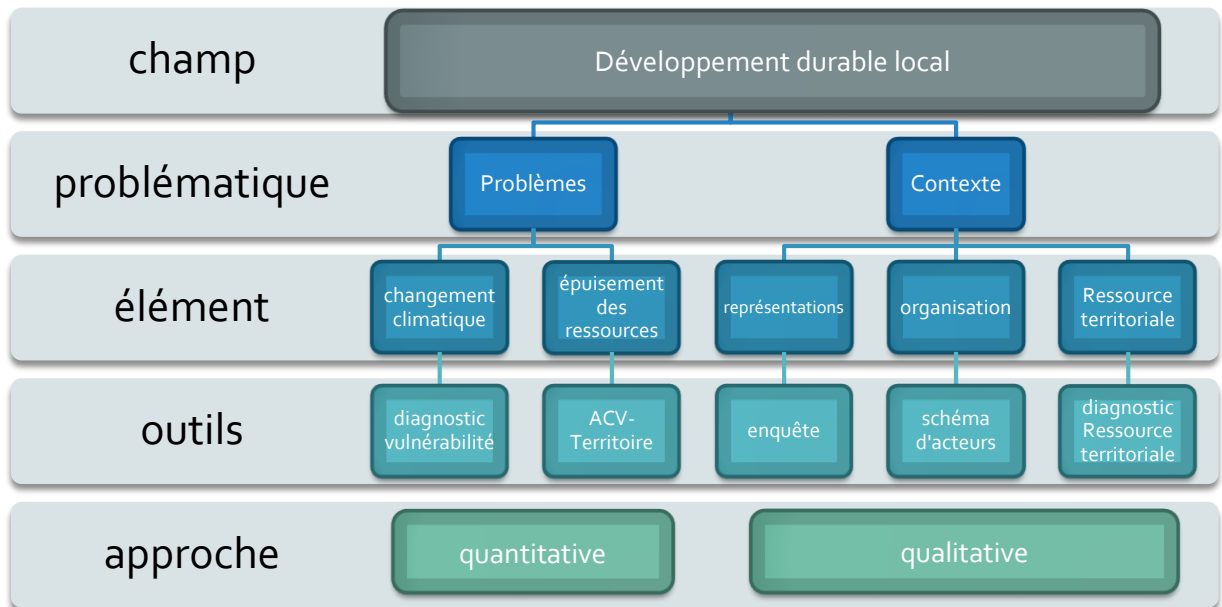 champ
Développement durable local
problématique
Problèmes
Contexte
élément
changement
climatique
épuisement
des
ressources
représentations
organisation
Ressource
territoriale
outils
diagnostic
vulnérabilité
ACV-
Territoire
enquête
schéma
d'acteurs
diagnostic
Ressource
territoriale
approche
quantitative
qualitative